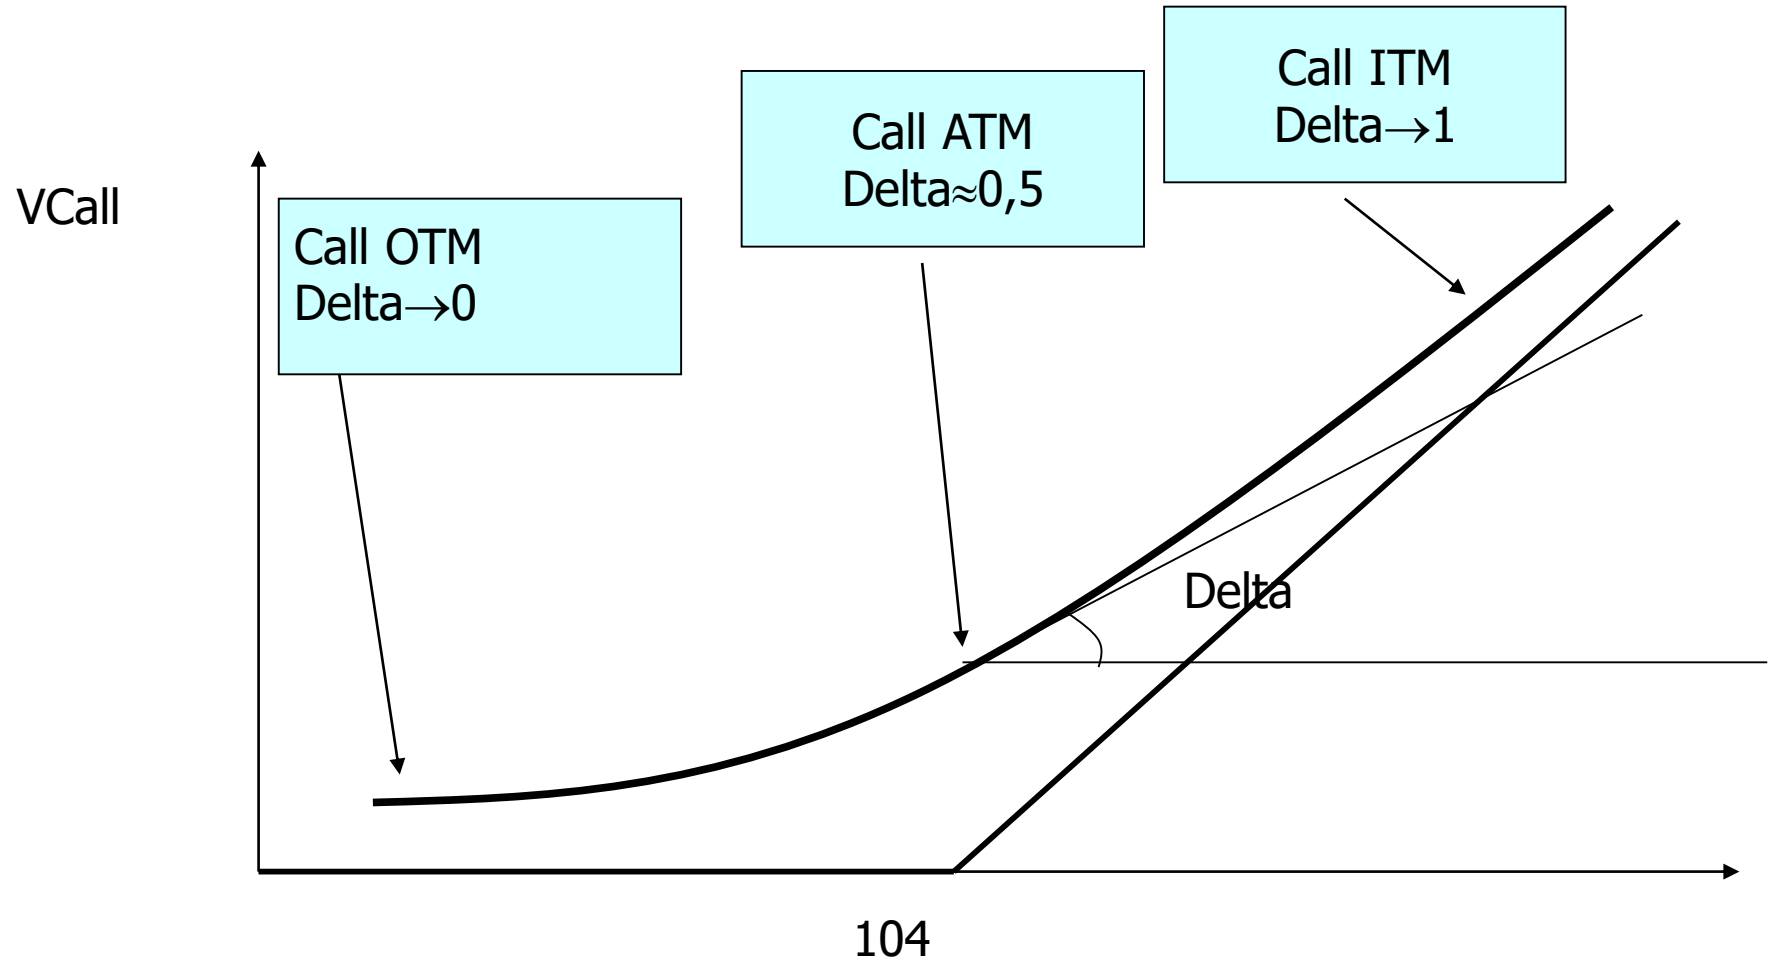 Call ITM
Delta→1
Call ATM
Delta≈0,5
VCall
Call OTM
Delta→0
Delta
104